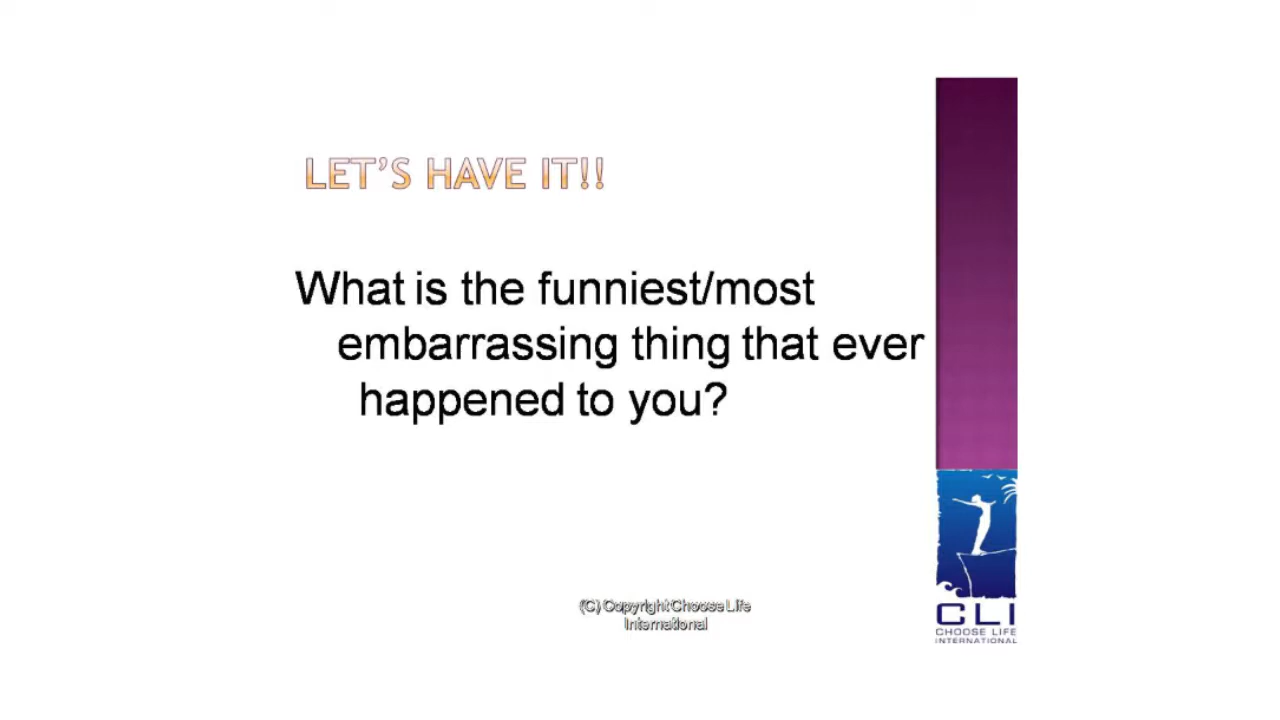 LET'S HAVE IT!!
What is the funniest/most
embarrassing thing that ever
happened to you?
(C) Copyright Choose Life
International
CLI
CHOOSE LIFE
INTERNATIONAL